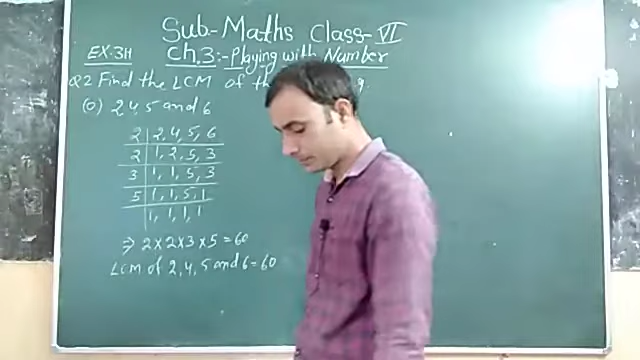 Sub- Maths Class-VI
EX:3H Ch.3:-Playing with Number
Q2 Find the LCM of the
(a) 2,4,5 and 6
2 | 2, 4, 5, 6
2 | 1, 2, 5, 3
3 | 1, 1, 5, 3
5 | 1, 1, 5, 1
1, 1, 1, 1
⇒ 2×2×3×5=60
LCM of 2,4,5 and 6=60